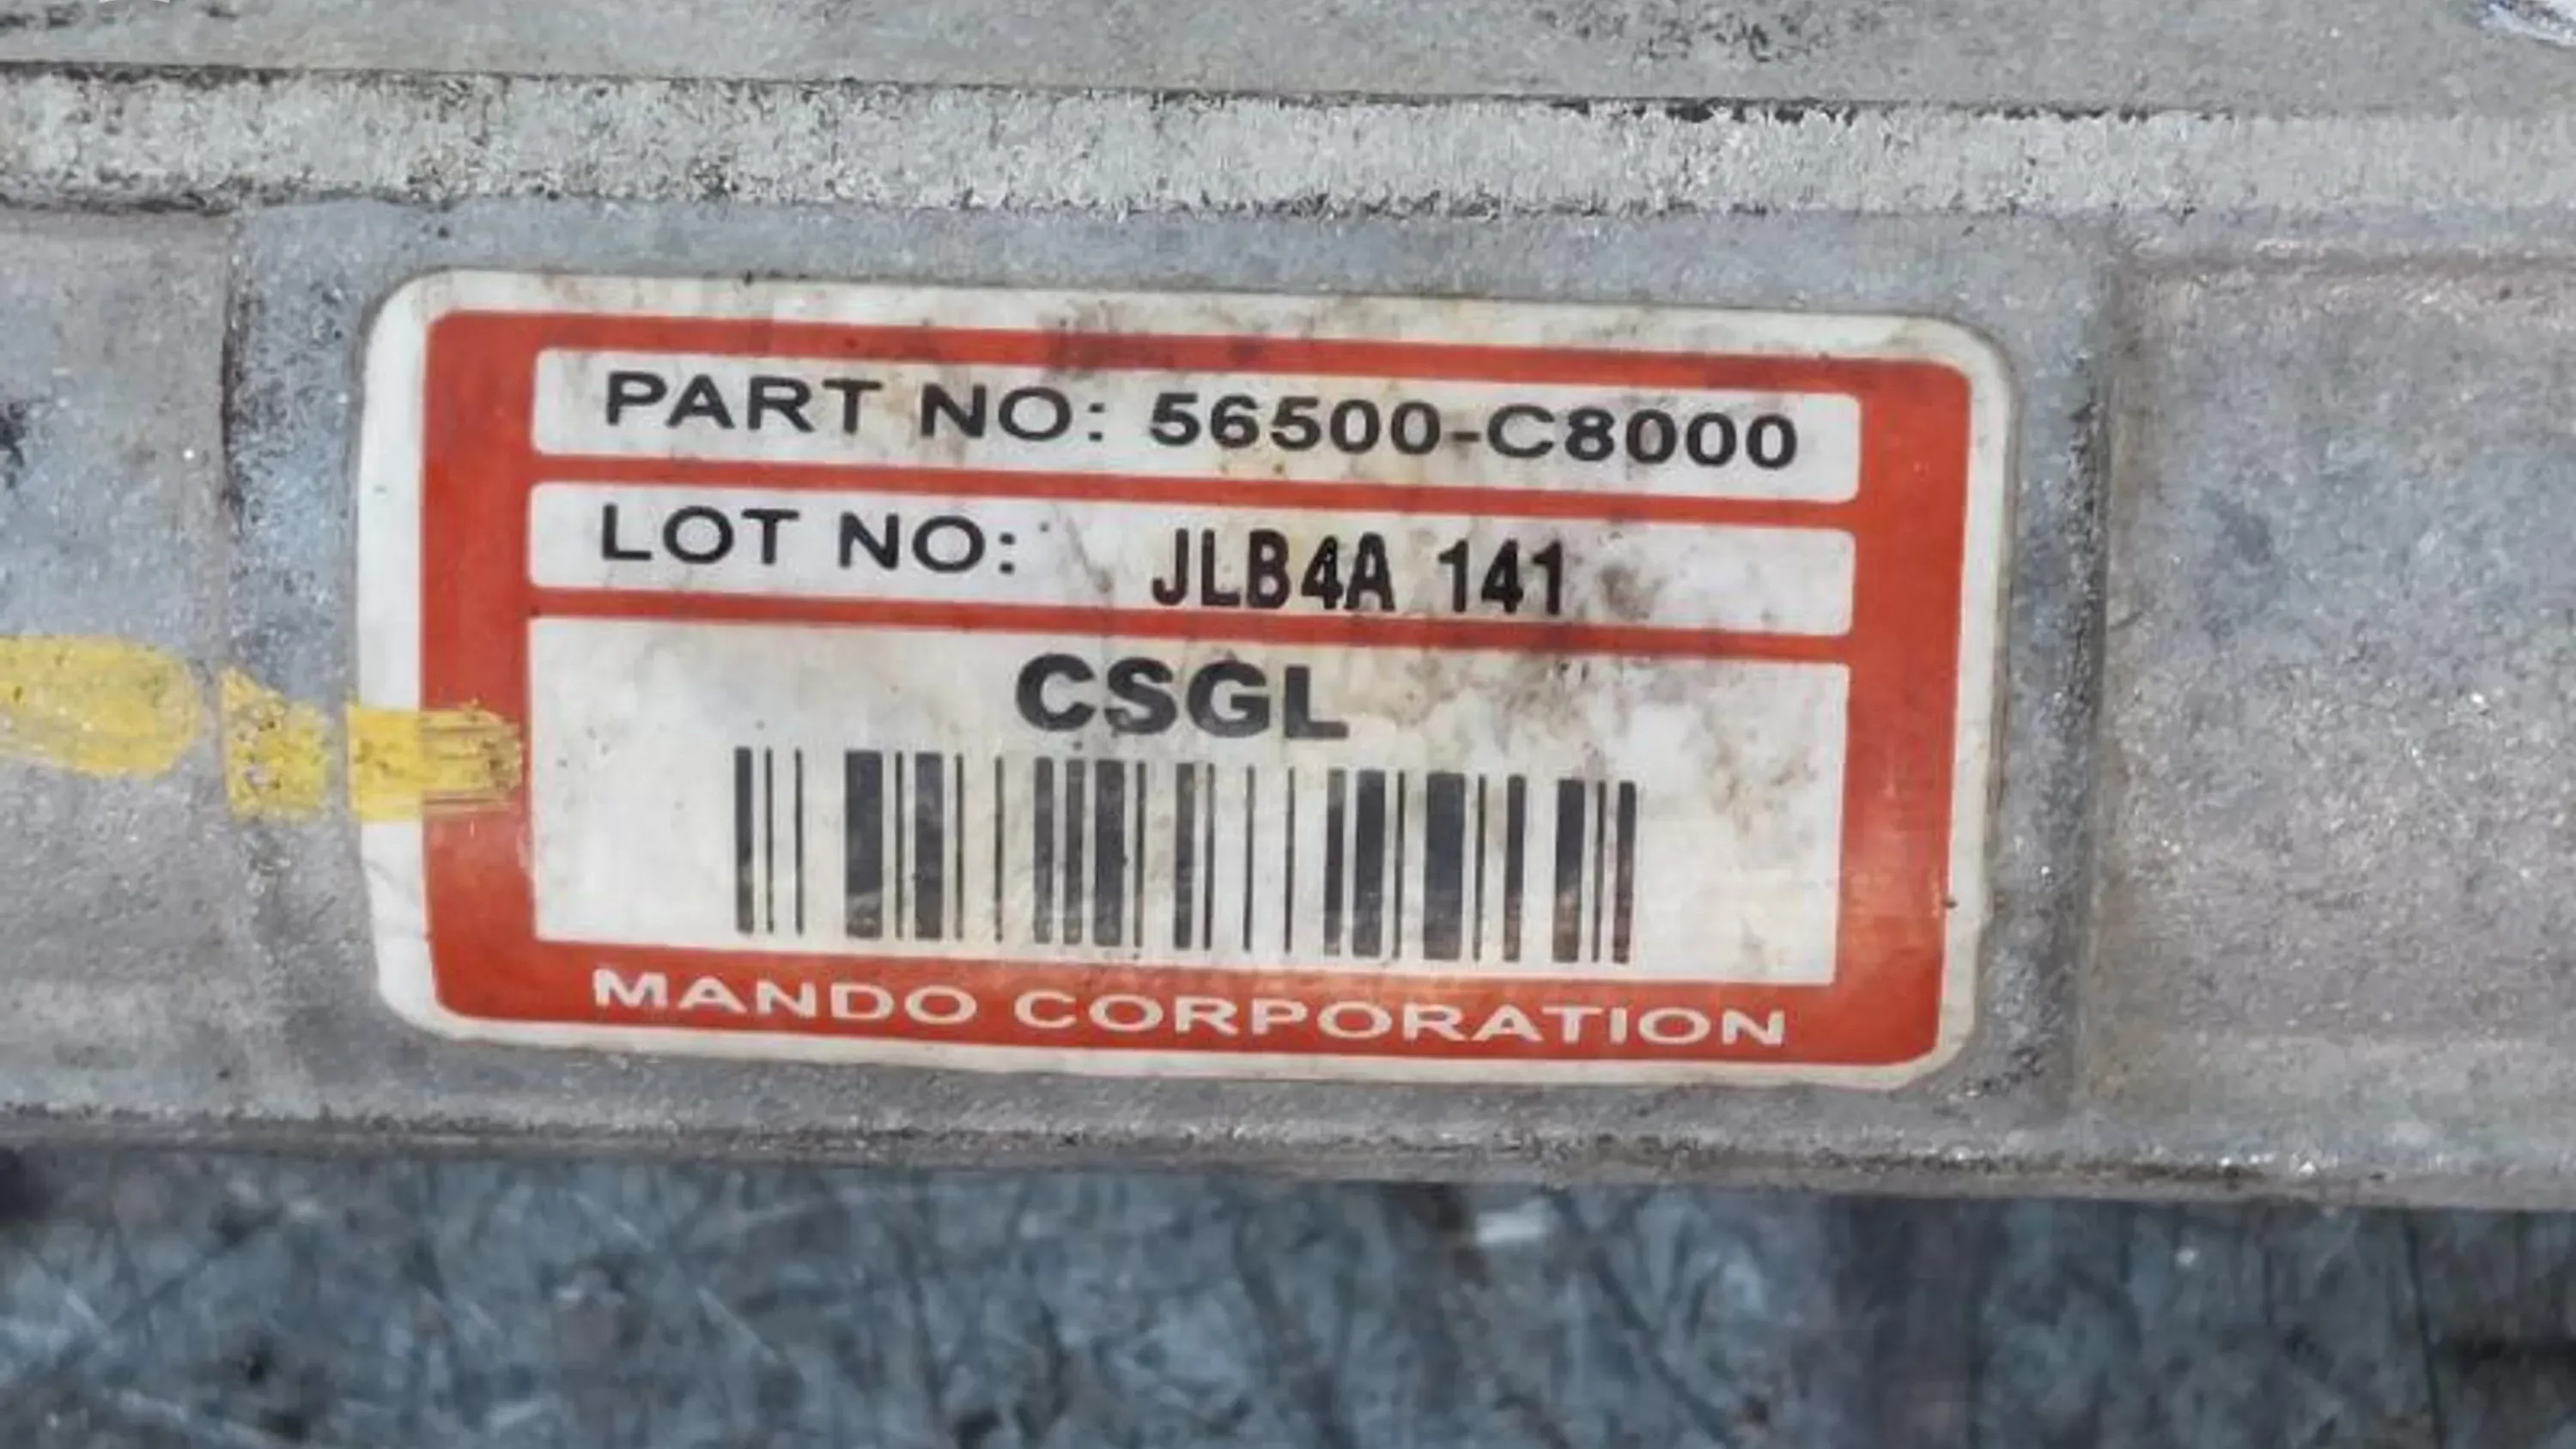 PART NO: 56500-C8000
LOT NO: JLB4A 141
CSGL
MANDO CORPORATION